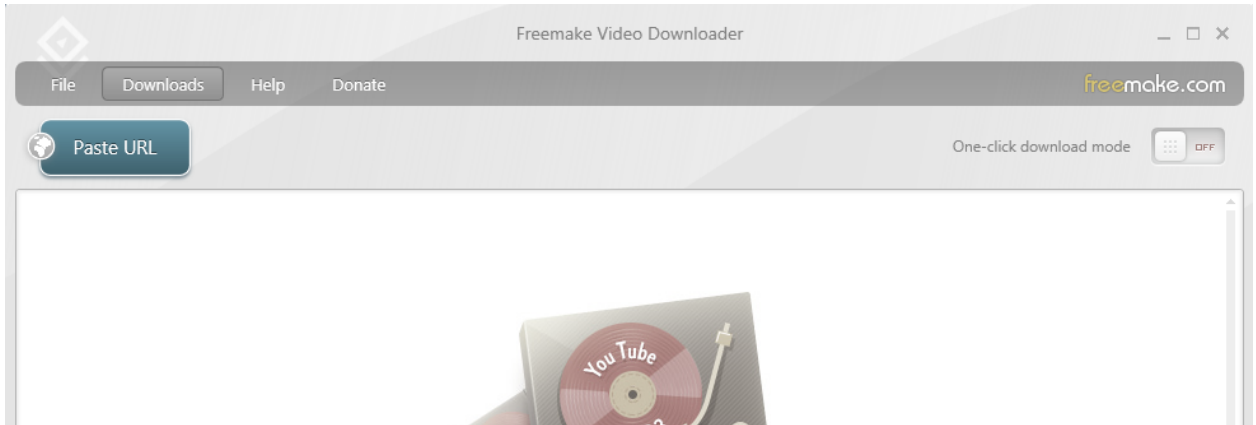 Freemake Video Downloader
File Downloads Help Donate freemake.com
Paste URL One-click download mode OFF
You Tube